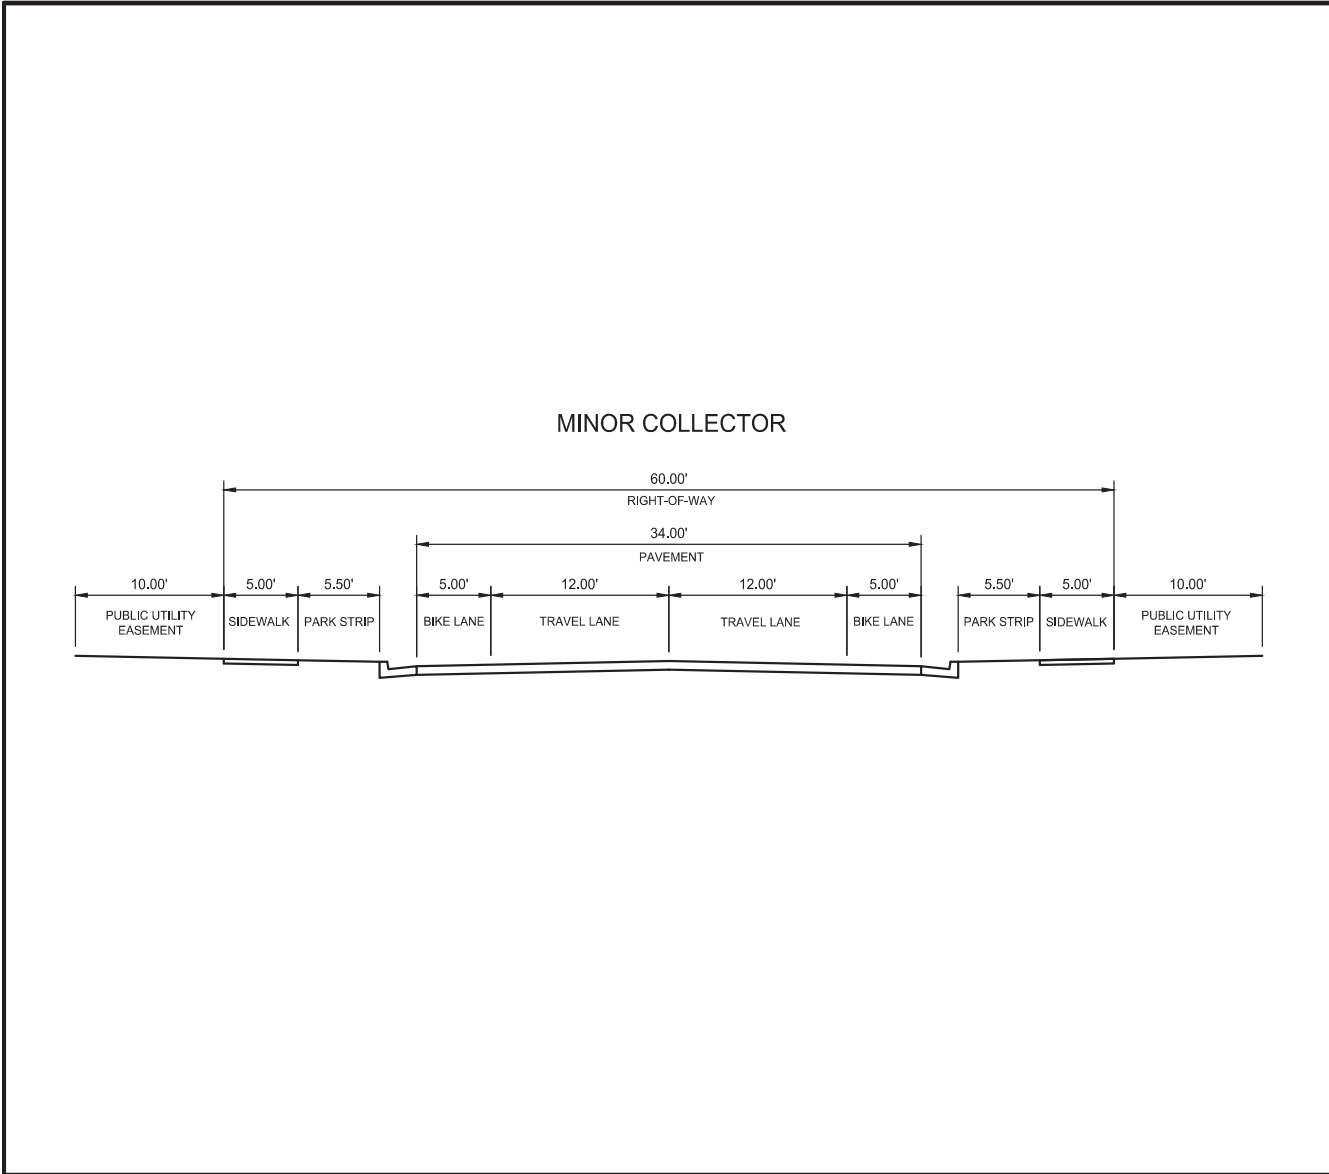 MINOR COLLECTOR
60.00'
RIGHT-OF-WAY
34.00'
PAVEMENT
10.00' 5.00' 5.50' 5.00' 12.00' 12.00' 5.00' 5.50' 5.00' 10.00'
PUBLIC UTILITY EASEMENT SIDEWALK PARK STRIP BIKE LANE TRAVEL LANE TRAVEL LANE BIKE LANE PARK STRIP SIDEWALK PUBLIC UTILITY EASEMENT